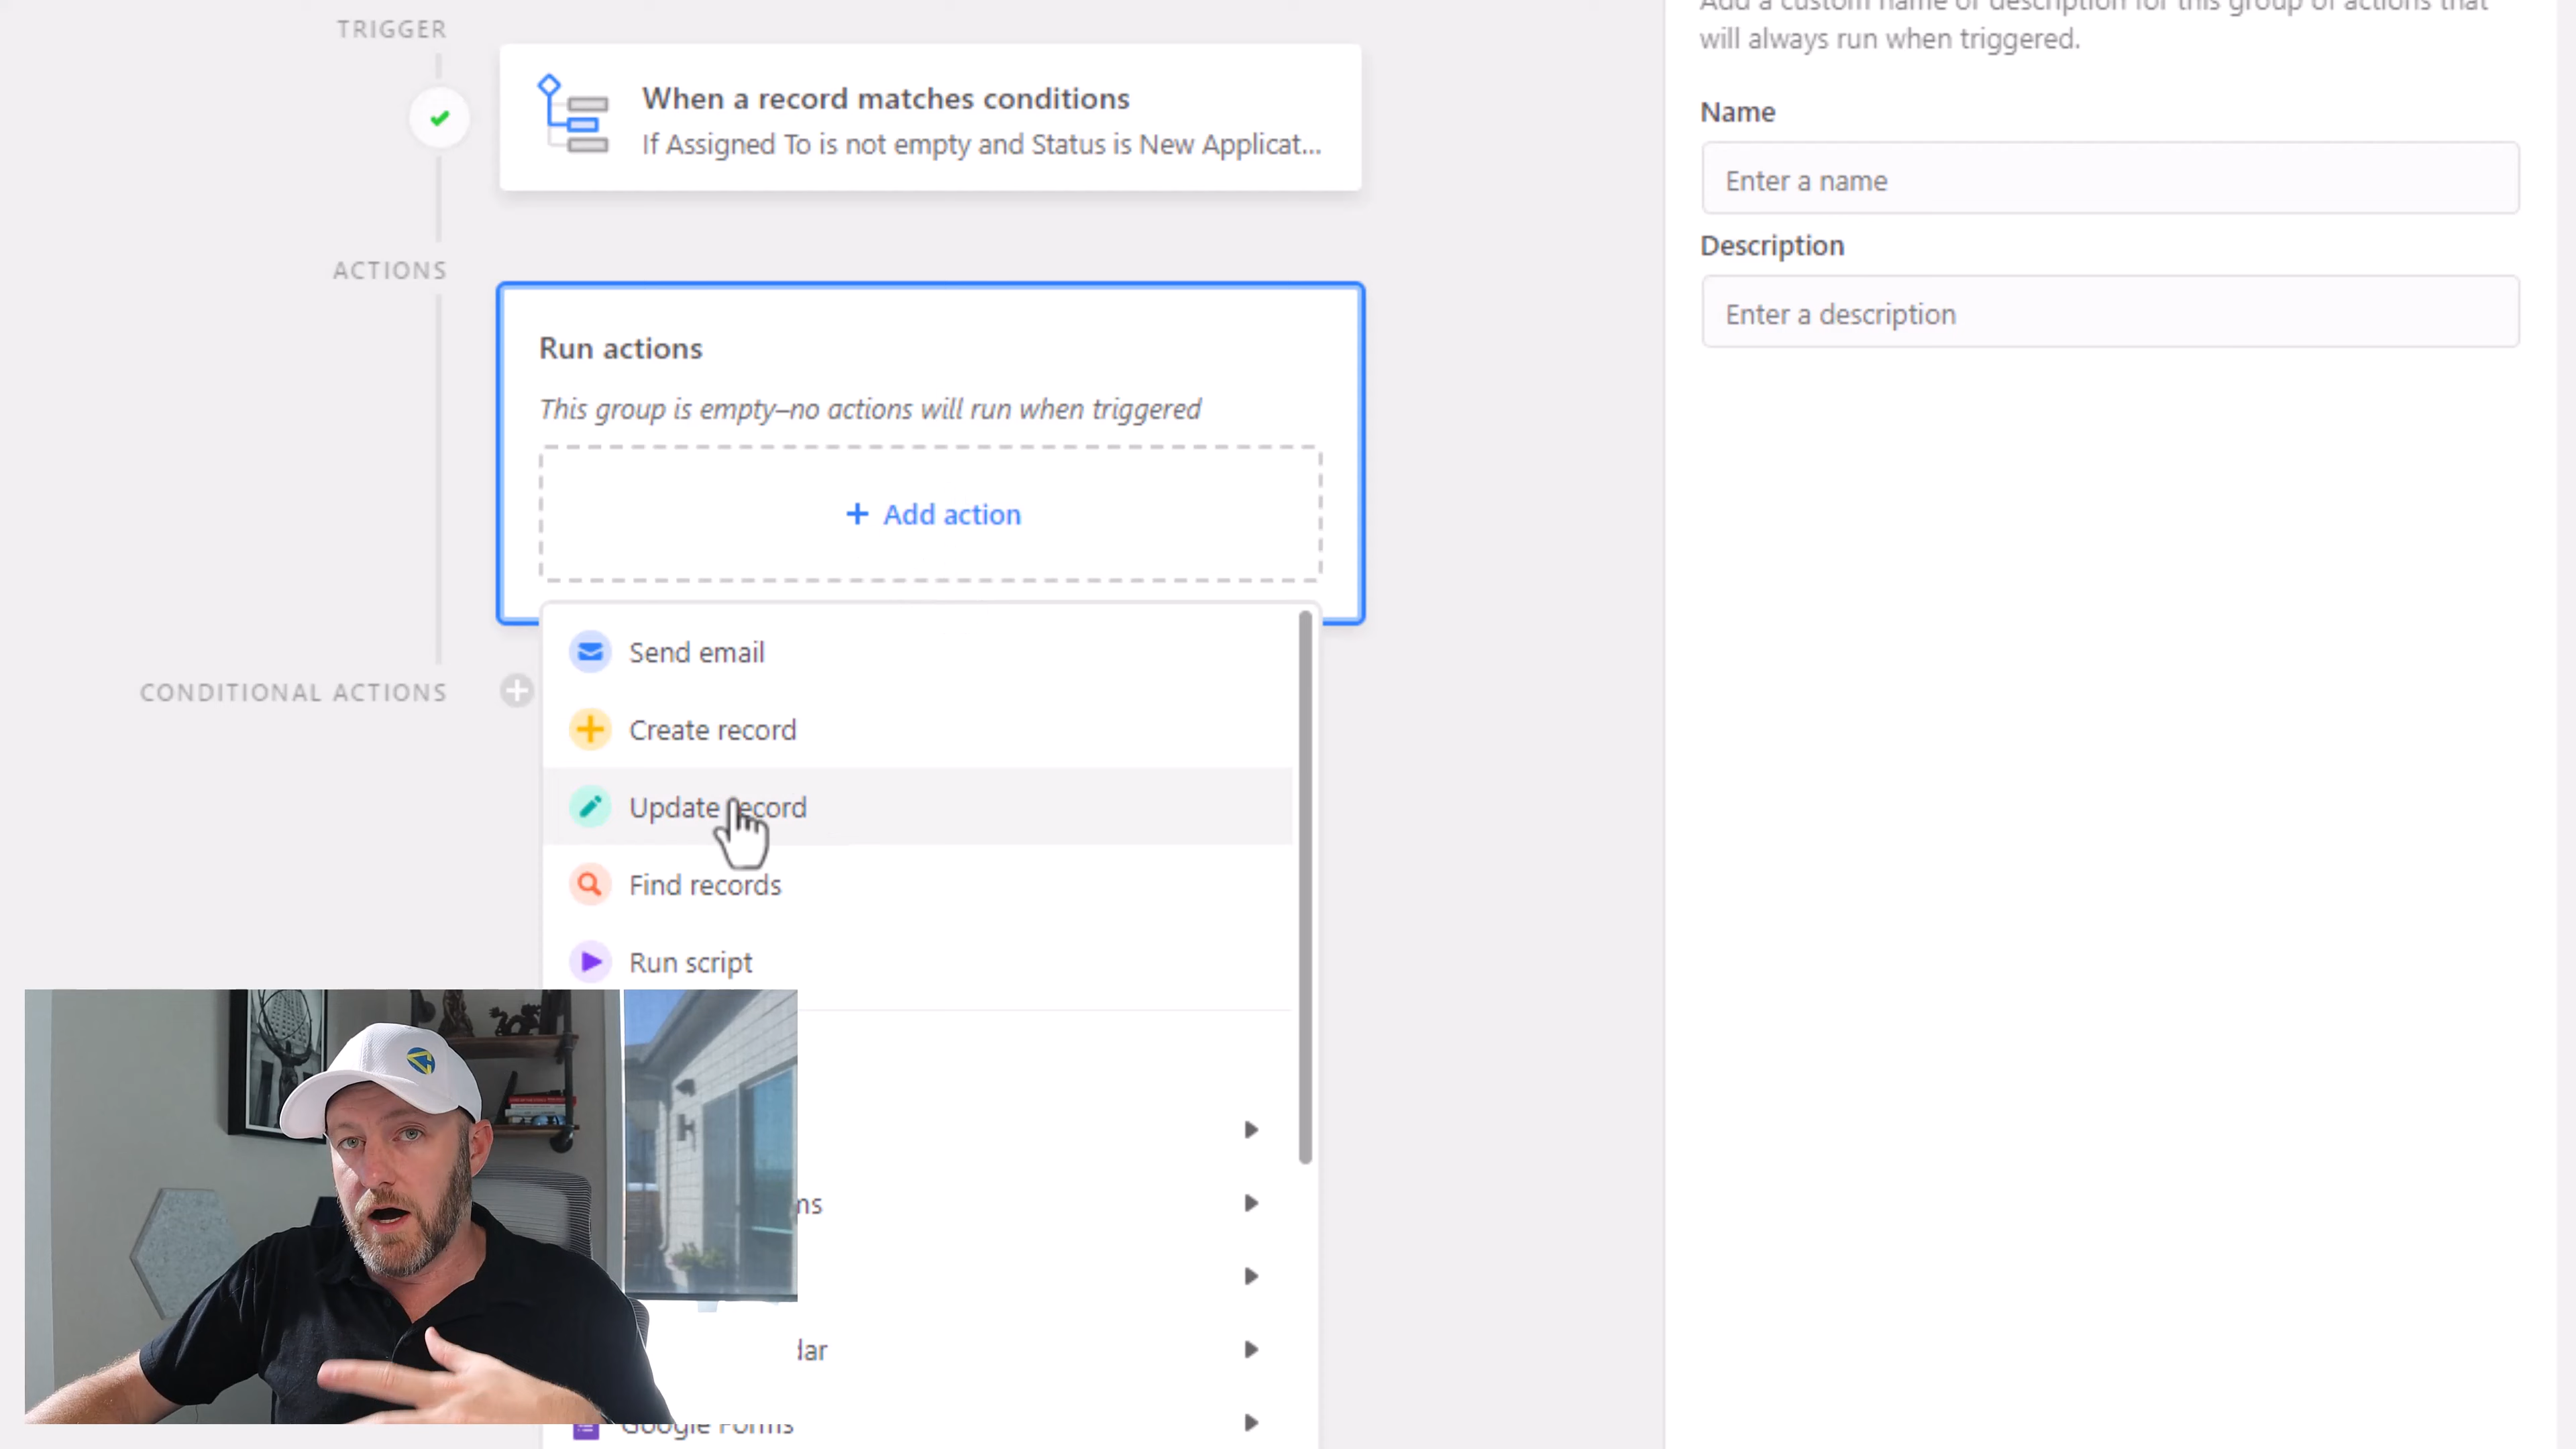 TRIGGER
When a record matches conditions
If Assigned To is not empty and Status is New Applicat...
ACTIONS
Run actions
This group is empty–no actions will run when triggered
+ Add action
Send email
CONDITIONAL ACTIONS
Create record
Update record
Find records
Run script
ms
dar
Google Forms
Add a custom name or description for this group of actions that
will always run when triggered.
Name
Enter a name
Description
Enter a description